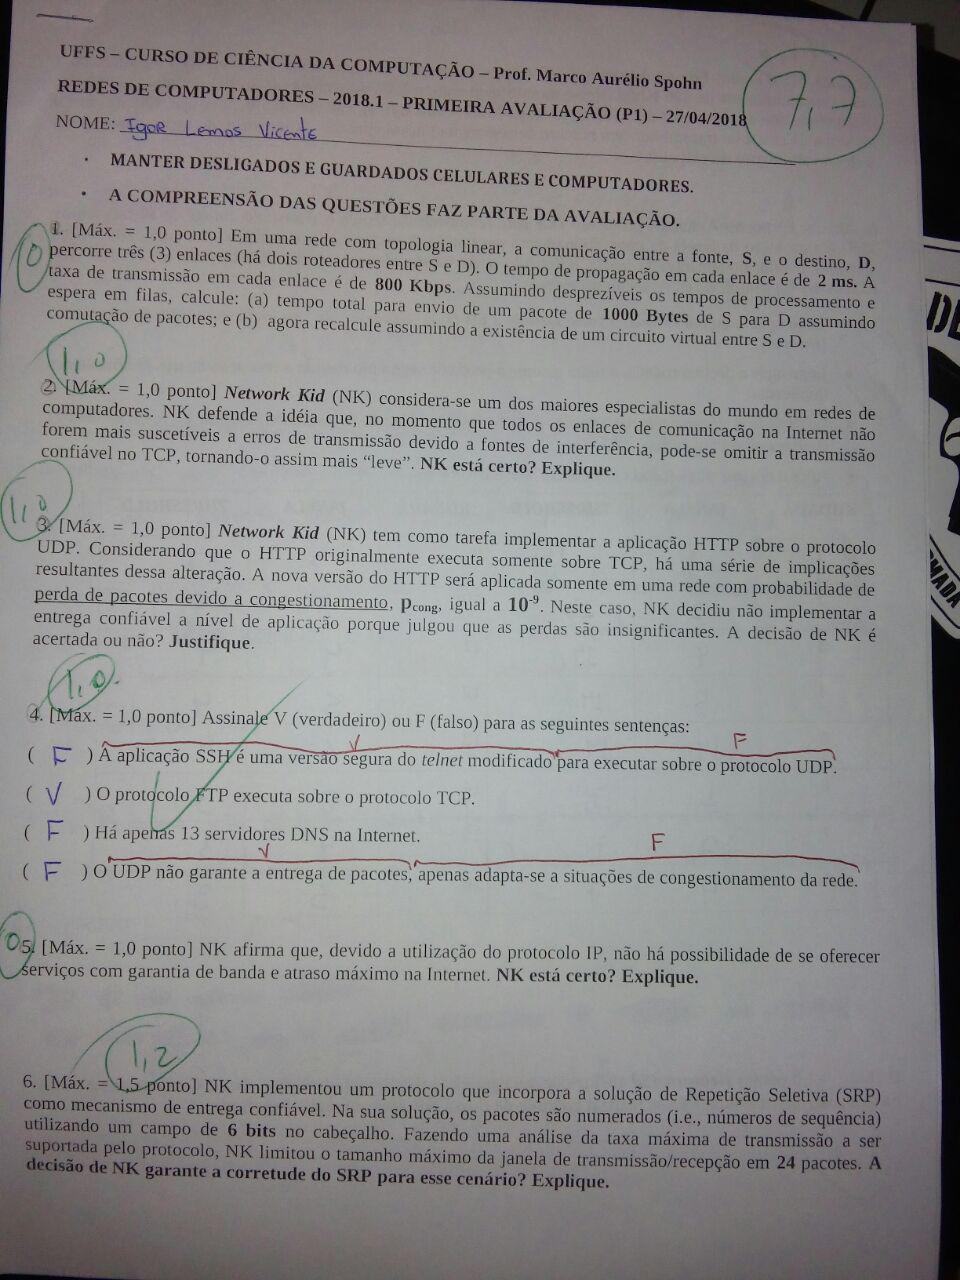 UFFS – CURSO DE CIÊNCIA DA COMPUTAÇÃO – Prof. Marco Aurélio Spohn
REDES DE COMPUTADORES – 2018.1 – PRIMEIRA AVALIAÇÃO (P1) – 27/04/2018
7,7
NOME: Igor Lemos Vicente
· MANTER DESLIGADOS E GUARDADOS CELULARES E COMPUTADORES.
· A COMPREENSÃO DAS QUESTÕES FAZ PARTE DA AVALIAÇÃO.
0
1. [Máx. = 1,0 ponto] Em uma rede com topologia linear, a comunicação entre a fonte, S, e o destino, D,
percorre três (3) enlaces (há dois roteadores entre S e D). O tempo de propagação em cada enlace é de 2 ms. A
taxa de transmissão em cada enlace é de 800 Kbps. Assumindo desprezíveis os tempos de processamento e
espera em filas, calcule: (a) tempo total para envio de um pacote de 1000 Bytes de S para D assumindo
comutação de pacotes; e (b) agora recalcule assumindo a existência de um circuito virtual entre S e D.
1,0
2. [Máx. = 1,0 ponto] Network Kid (NK) considera-se um dos maiores especialistas do mundo em redes de
computadores. NK defende a idéia que, no momento que todos os enlaces de comunicação na Internet não
forem mais suscetíveis a erros de transmissão devido a fontes de interferência, pode-se omitir a transmissão
confiável no TCP, tornando-o assim mais “leve”. NK está certo? Explique.
1,0
3. [Máx. = 1,0 ponto] Network Kid (NK) tem como tarefa implementar a aplicação HTTP sobre o protocolo
UDP. Considerando que o HTTP originalmente executa somente sobre TCP, há uma série de implicações
resultantes dessa alteração. A nova versão do HTTP será aplicada somente em uma rede com probabilidade de
perda de pacotes devido a congestionamento, pcong, igual a 10-9. Neste caso, NK decidiu não implementar a
entrega confiável a nível de aplicação porque julgou que as perdas são insignificantes. A decisão de NK é
acertada ou não? Justifique.
1,0.
4. [Máx. = 1,0 ponto] Assinale V (verdadeiro) ou F (falso) para as seguintes sentenças:
V F
( F ) A aplicação SSH é uma versão segura do telnet modificado para executar sobre o protocolo UDP.
( V ) O protocolo FTP executa sobre o protocolo TCP.
( F ) Há apenas 13 servidores DNS na Internet.
V F
( F ) O UDP não garante a entrega de pacotes, apenas adapta-se a situações de congestionamento da rede.
0
5. [Máx. = 1,0 ponto] NK afirma que, devido a utilização do protocolo IP, não há possibilidade de se oferecer
serviços com garantia de banda e atraso máximo na Internet. NK está certo? Explique.
1,2
6. [Máx. = 1,5 ponto] NK implementou um protocolo que incorpora a solução de Repetição Seletiva (SRP)
como mecanismo de entrega confiável. Na sua solução, os pacotes são numerados (i.e., números de sequência)
utilizando um campo de 6 bits no cabeçalho. Fazendo uma análise da taxa máxima de transmissão a ser
suportada pelo protocolo, NK limitou o tamanho máximo da janela de transmissão/recepção em 24 pacotes. A
decisão de NK garante a corretude do SRP para esse cenário? Explique.